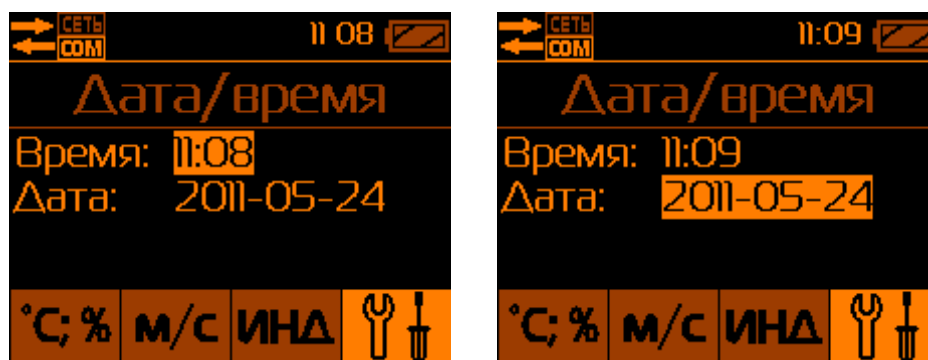 СЕТЬ
COM
11 08
Дата/время
Время: 11:08
Дата: 2011-05-24
°C; % м/с ИНД
СЕТЬ
COM
11:09
Дата/время
Время: 11:09
Дата: 2011-05-24
°C; % м/с ИНД